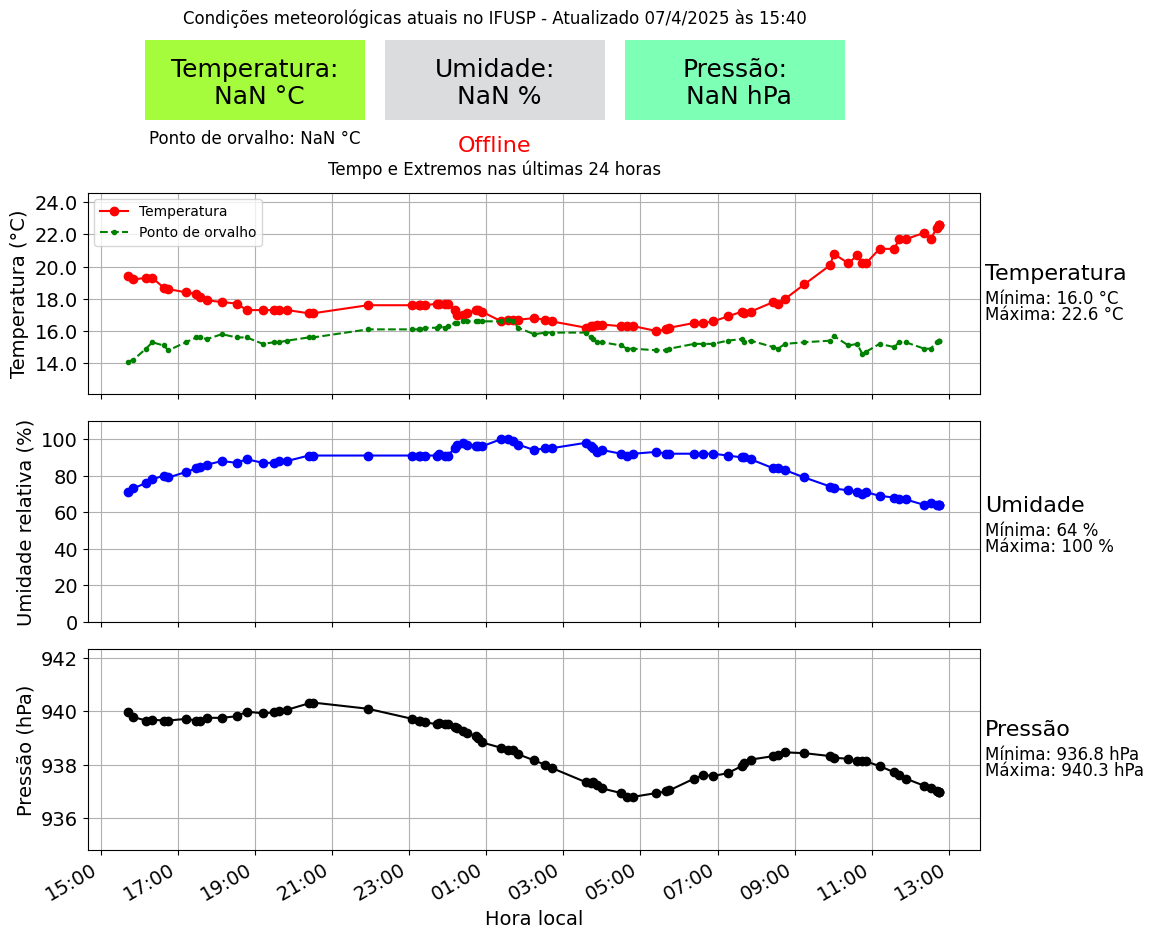 Condições meteorológicas atuais no IFUSP - Atualizado 07/4/2025 às 15:40
Temperatura:
NaN °C
Umidade:
NaN %
Pressão:
NaN hPa
Ponto de orvalho: NaN °C
Offline
Tempo e Extremos nas últimas 24 horas
Temperatura (°C)
24.0
22.0
20.0
18.0
16.0
14.0
Temperatura
Ponto de orvalho
Temperatura
Mínima: 16.0 °C
Máxima: 22.6 °C
Umidade relativa (%)
100
80
60
40
20
0
Umidade
Mínima: 64 %
Máxima: 100 %
Pressão (hPa)
942
940
938
936
Pressão
Mínima: 936.8 hPa
Máxima: 940.3 hPa
15:00
17:00
19:00
21:00
23:00
01:00
03:00
05:00
07:00
09:00
11:00
13:00
Hora local